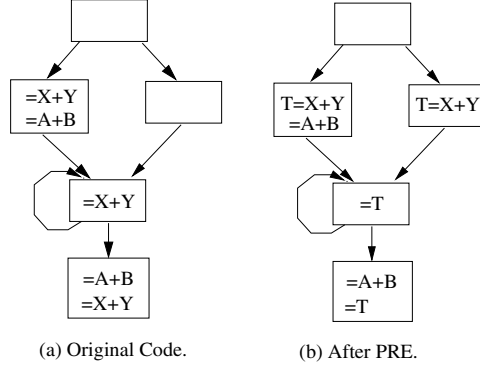 =X+Y
=A+B
=X+Y
=A+B
=X+Y
(a) Original Code.
T=X+Y
=A+B
T=X+Y
=T
=A+B
=T
(b) After PRE.